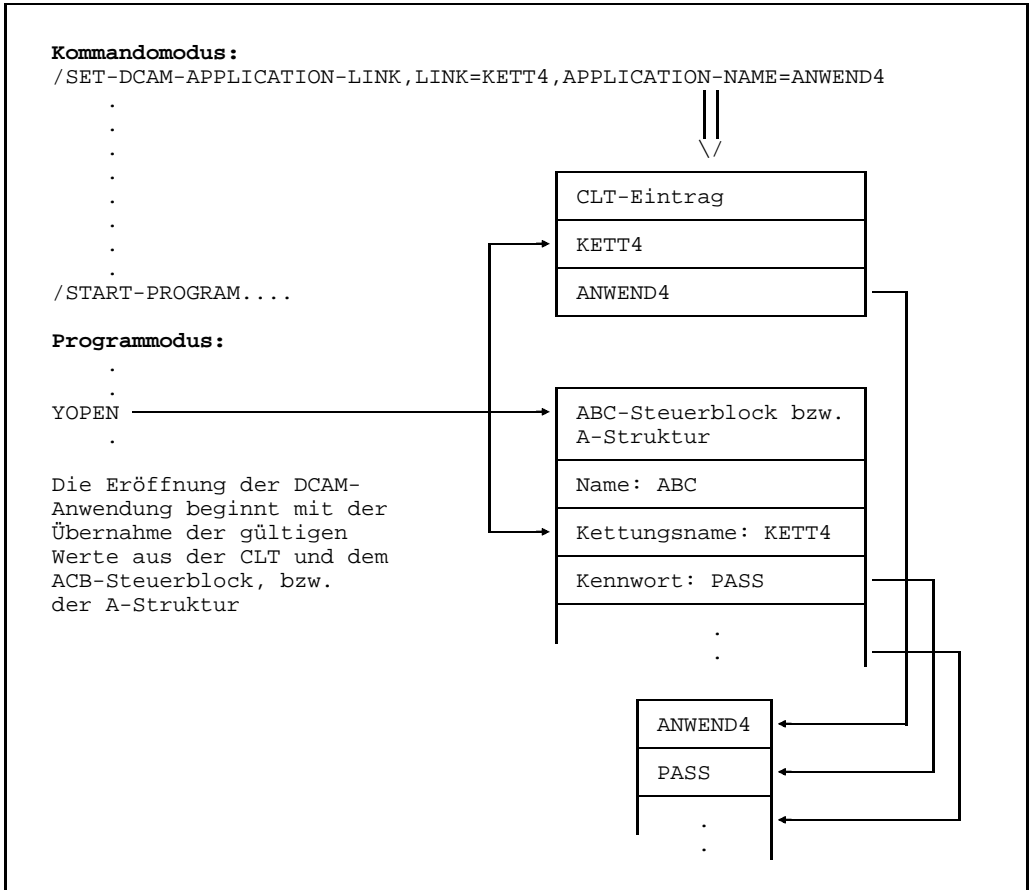 Kommandomodus:
/SET-DCAM-APPLICATION-LINK,LINK=KETT4,APPLICATION-NAME=ANWEND4
.
.
.
.
.
.
.
.
\/
CLT-Eintrag
KETT4
/START-PROGRAM....
ANWEND4
Programmodus:
.
.
YOPEN
.
ABC-Steuerblock bzw.
A-Struktur
Name: ABC
Kettungsname: KETT4
Kennwort: PASS
.
.
Die Eröffnung der DCAM-
Anwendung beginnt mit der
Übernahme der gültigen
Werte aus der CLT und dem
ACB-Steuerblock, bzw.
der A-Struktur
ANWEND4
PASS
.
.